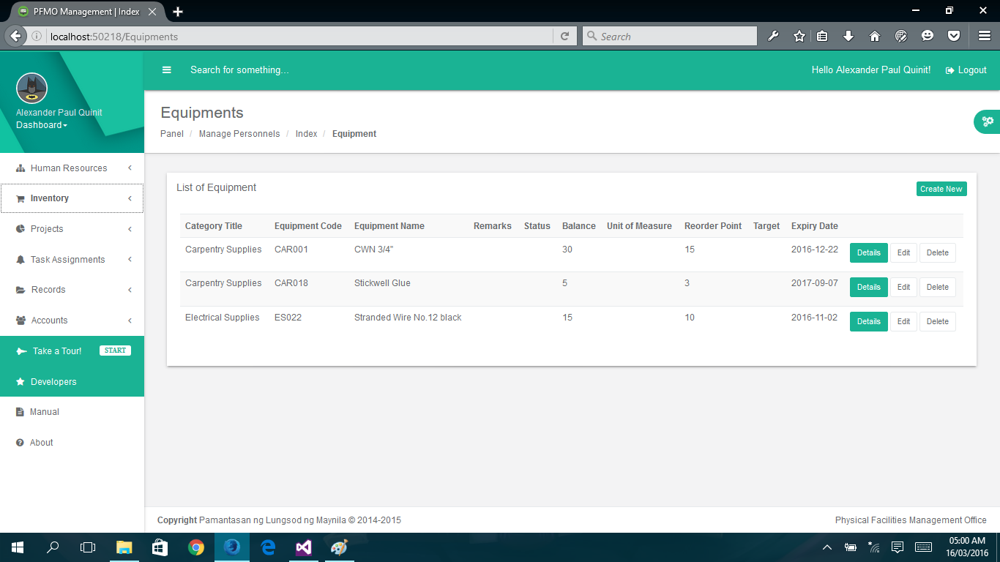 PFMO Management | Index
localhost:50218/Equipments
Search
Alexander Paul Quinit
Dashboard
Search for something...
Hello Alexander Paul Quinit!
Logout
Equipments
Panel / Manage Personnels / Index / Equipment
Human Resources
Inventory
Projects
Task Assignments
Records
Accounts
Take a Tour! START
Developers
Manual
About
List of Equipment
Create New
Category Title Equipment Code Equipment Name Remarks Status Balance Unit of Measure Reorder Point Target Expiry Date
Carpentry Supplies CAR001 CWN 3/4" 30 15 2016-12-22 Details Edit Delete
Carpentry Supplies CAR018 Stickwell Glue 5 3 2017-09-07 Details Edit Delete
Electrical Supplies ES022 Stranded Wire No.12 black 15 10 2016-11-02 Details Edit Delete
Copyright Pamantasan ng Lungsod ng Maynila © 2014-2015
Physical Facilities Management Office
05:00 AM
16/03/2016